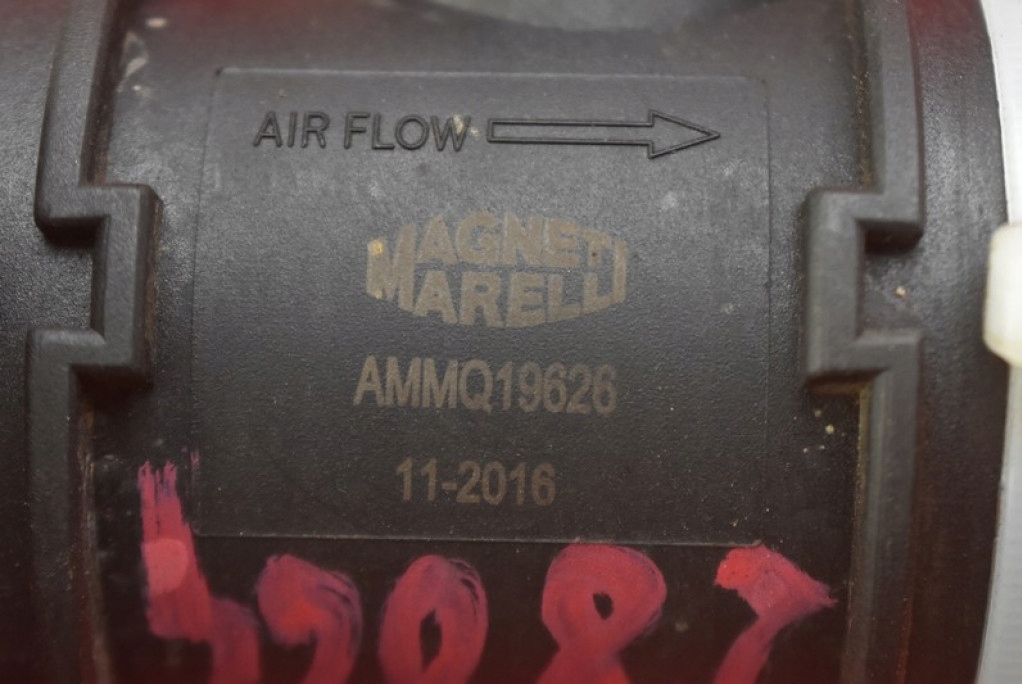 AIR FLOW
MAGNETI
MARELLI
AMMQ19626
11-2016